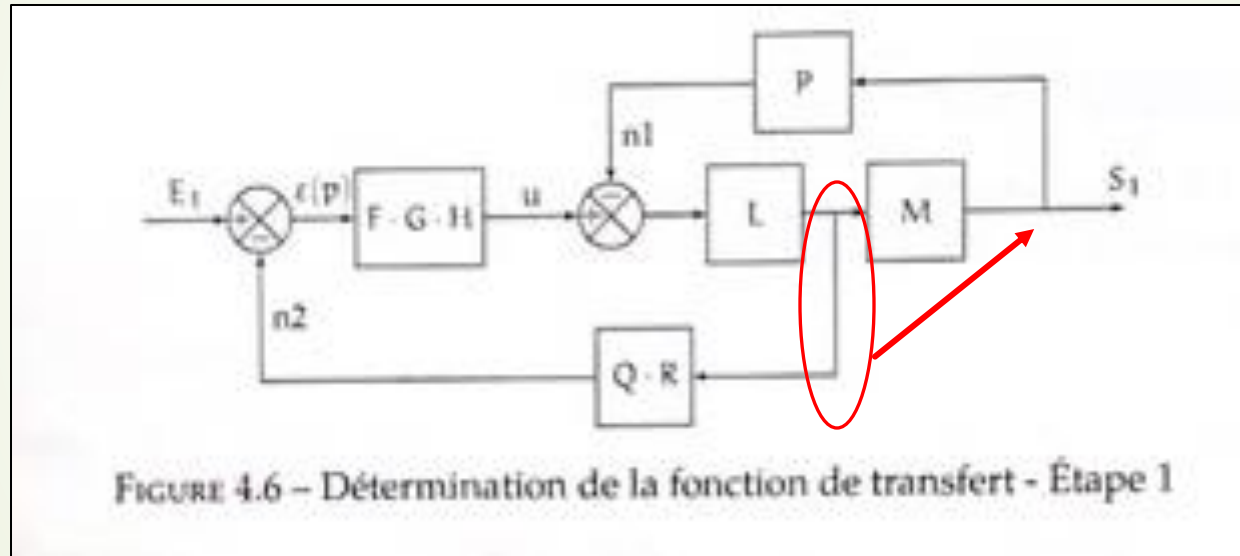 P
n1
E₁
ε(p)
F · G · H
u
L
M
S₁
n2
Q · R
FIGURE 4.6 – Détermination de la fonction de transfert - Étape 1